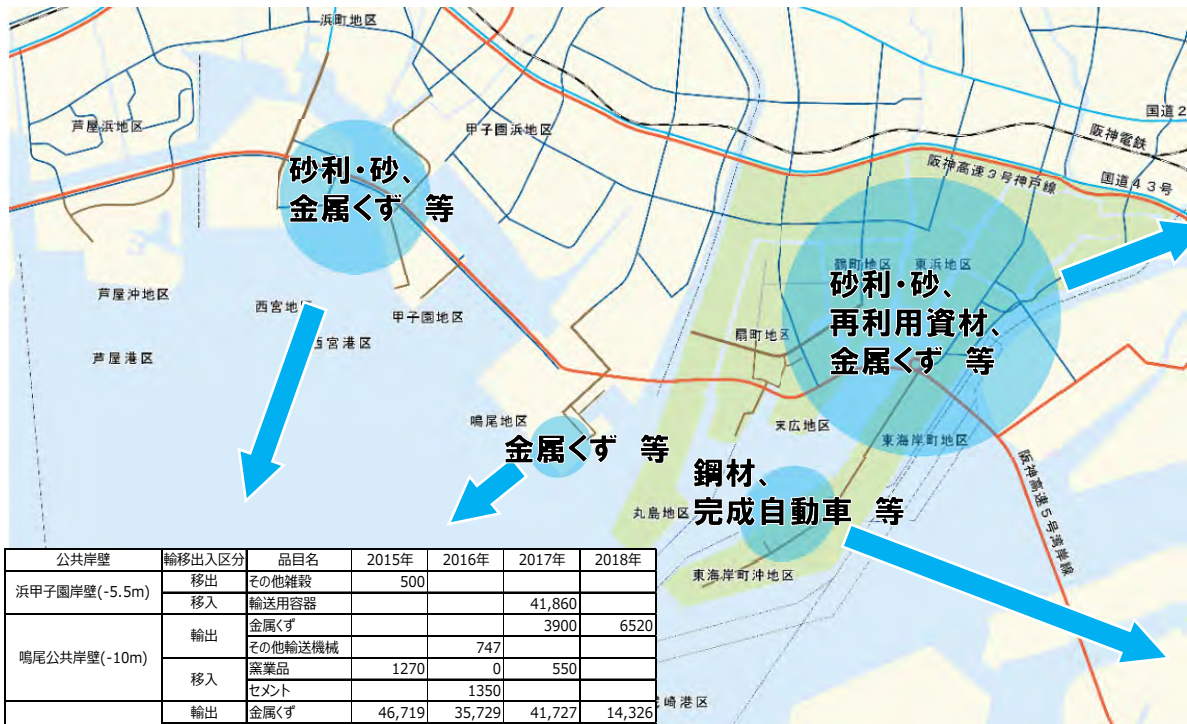 浜町地区
芦屋浜地区
甲子園浜地区
国道2
阪神電鉄
阪神高速3号神戸線
国道43号
砂利・砂、
金属くず 等
鶴町地区
東浜地区
砂利・砂、
再利用資材、
金属くず 等
芦屋沖地区
西宮地区
甲子園地区
芦屋港区
西宮港区
扇町地区
鳴尾地区
末広地区
東海岸町地区
金属くず 等
鋼材、
完成自動車 等
丸島地区
阪神高速5号湾岸線
東海岸町沖地区
尼崎港区
公共岸壁 輸移出入区分 品目名 2015年 2016年 2017年 2018年
浜甲子園岸壁(-5.5m) 移出 その他雑穀 500
移入 輸送用容器 41,860
鳴尾公共岸壁(-10m) 輸出 金属くず 3900 6520
その他輸送機械 747
移入 窯業品 1270 0 550
セメント 1350
輸出 金属くず 46,719 35,729 41,727 14,326